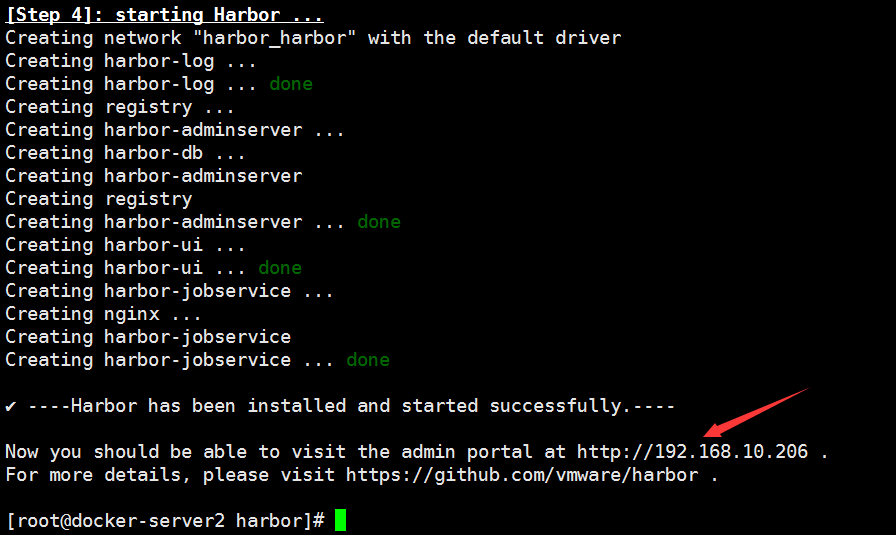 [Step 4]: starting Harbor ...
Creating network "harbor_harbor" with the default driver
Creating harbor-log ...
Creating harbor-log ... done
Creating registry ...
Creating harbor-adminserver ...
Creating harbor-db ...
Creating harbor-adminserver
Creating registry
Creating harbor-adminserver ... done
Creating harbor-ui ...
Creating harbor-ui ... done
Creating harbor-jobservice ...
Creating nginx ...
Creating harbor-jobservice
Creating harbor-jobservice ... done
✔ ----Harbor has been installed and started successfully.----
Now you should be able to visit the admin portal at http://192.168.10.206 .
For more details, please visit https://github.com/vmware/harbor .
[root@docker-server2 harbor]#